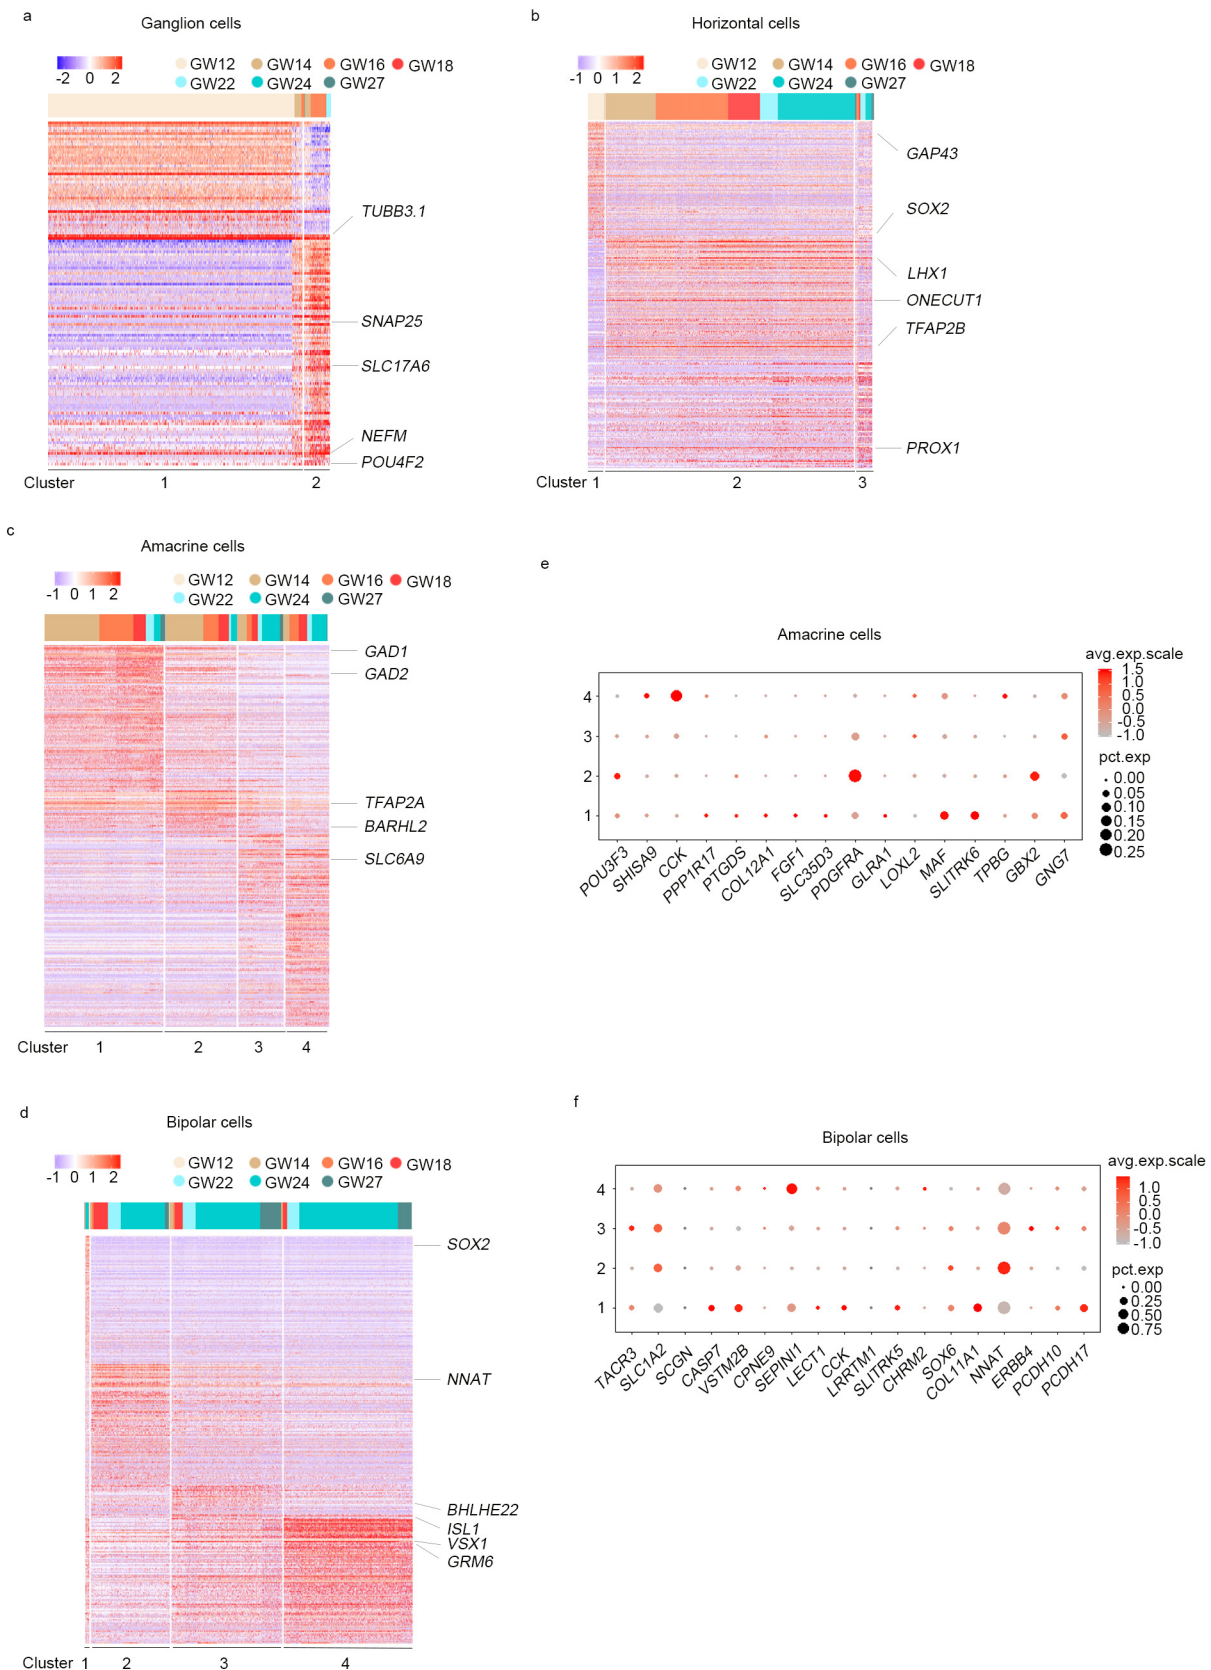 a
Ganglion cells
-2 0 2
GW12 GW14 GW16 GW18
GW22 GW24 GW27
TUBB3.1
SNAP25
SLC17A6
NEFM
POU4F2
Cluster 1 2
b
Horizontal cells
-1 0 1 2
GW12 GW14 GW16 GW18
GW22 GW24 GW27
GAP43
SOX2
LHX1
ONECUT1
TFAP2B
PROX1
Cluster 1 2 3
c
Amacrine cells
-1 0 1 2
GW12 GW14 GW16 GW18
GW22 GW24 GW27
GAD1
GAD2
TFAP2A
BARHL2
SLC6A9
Cluster 1 2 3 4
e
Amacrine cells
4
3
2
1
POU3F3 SHISA9 CCK PPP1R17 PTGDS COL12A1 FGF1 SLC35D3 PDGFRA GLRA1 LOXL2 MAF SLITRK6 TPBG GBX2 GNG7
avg.exp.scale
1.5
1.0
0.5
0.0
-0.5
-1.0
pct.exp
0.00
0.05
0.10
0.15
0.20
0.25
d
Bipolar cells
-1 0 1 2
GW12 GW14 GW16 GW18
GW22 GW24 GW27
SOX2
NNAT
BHLHE22
ISL1
VSX1
GRM6
Cluster 1 2 3 4
f
Bipolar cells
4
3
2
1
TACR3 SLC1A2 SCGN CASP7 VSTM2B CPNE9 SEPINI1 LECT1 CCK LRRTM1 SLITRK5 CHRM2 SOX6 COL11A1 NNAT ERBB4 PCDH10 PCDH17
avg.exp.scale
1.0
0.5
0.0
-0.5
-1.0
pct.exp
0.00
0.25
0.50
0.75